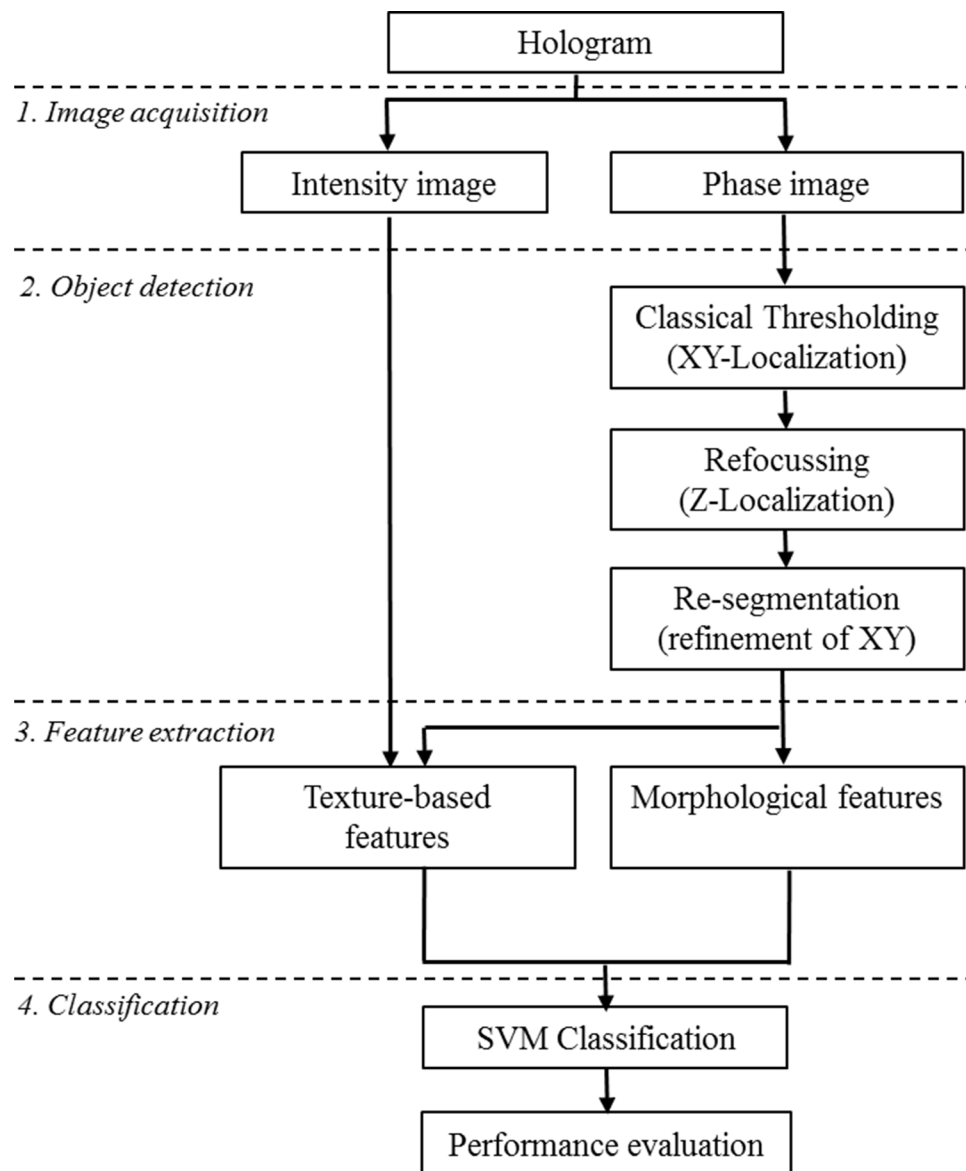 Hologram
1. Image acquisition
Intensity image
Phase image
2. Object detection
Classical Thresholding
(XY-Localization)
Refocussing
(Z-Localization)
Re-segmentation
(refinement of XY)
3. Feature extraction
Texture-based
features
Morphological features
4. Classification
SVM Classification
Performance evaluation